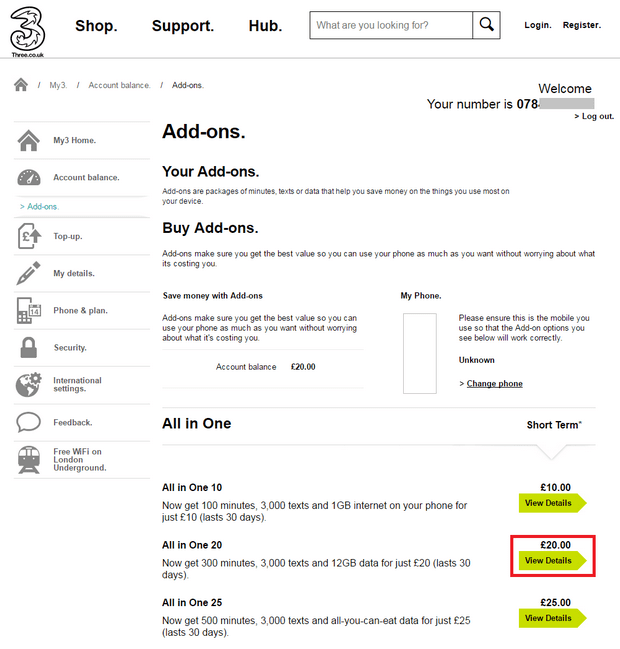 Three.co.uk
Shop.
Support.
Hub.
What are you looking for?
Login.
Register.
/ My3. / Account balance. / Add-ons.
Welcome
Your number is 078-
> Log out.
My3 Home.
Account balance.
> Add-ons.
Top-up.
My details.
14
Phone & plan.
Security.
International
settings.
Feedback.
Free WiFi on
London
Underground.
Add-ons.
Your Add-ons.
Add-ons are packages of minutes, texts or data that help you save money on the things you use most on
your device.
Buy Add-ons.
Add-ons make sure you get the best value so you can use your phone as much as you want without worrying about what
its costing you.
Save money with Add-ons
Add-ons make sure you get the best value so you can
use your phone as much as you want without worrying
about what it's costing you.
Account balance £20.00
My Phone.
Please ensure this is the mobile you
use so that the Add-on options you
see below will work correctly.
Unknown
> Change phone
All in One
Short Term*
All in One 10
Now get 100 minutes, 3,000 texts and 1GB internet on your phone for
just £10 (lasts 30 days).
£10.00
View Details
All in One 20
Now get 300 minutes, 3,000 texts and 12GB data for just £20 (lasts 30
days).
£20.00
View Details
All in One 25
Now get 500 minutes, 3,000 texts and all-you-can-eat data for just £25
(lasts 30 days).
£25.00
View Details